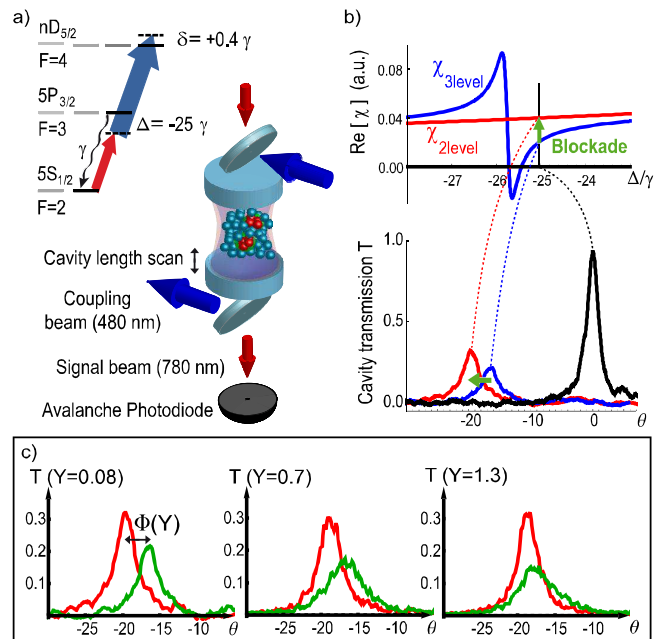 a)
nD5/2
F=4
δ= +0.4 γ
5P3/2
F=3
Δ= -25 γ
γ
5S1/2
F=2
Cavity length scan
Coupling
beam (480 nm)
Signal beam (780 nm)
Avalanche Photodiode
b)
Re [ χ ] (a.u.)
0.08
0.04
0.00
χ3level
χ2level
Blockade
-27 -26 -25 -24 Δ/γ
Cavity transmission T
1.0
0.5
0.0
-20 -10 0 θ
c)
T (Y=0.08)
Φ(Y)
0.3
0.2
0.1
-25 -20 -15 -10 θ
T (Y=0.7)
0.3
0.2
0.1
-25 -20 -15 -10 θ
T (Y=1.3)
0.3
0.2
0.1
-25 -20 -15 -10 θ